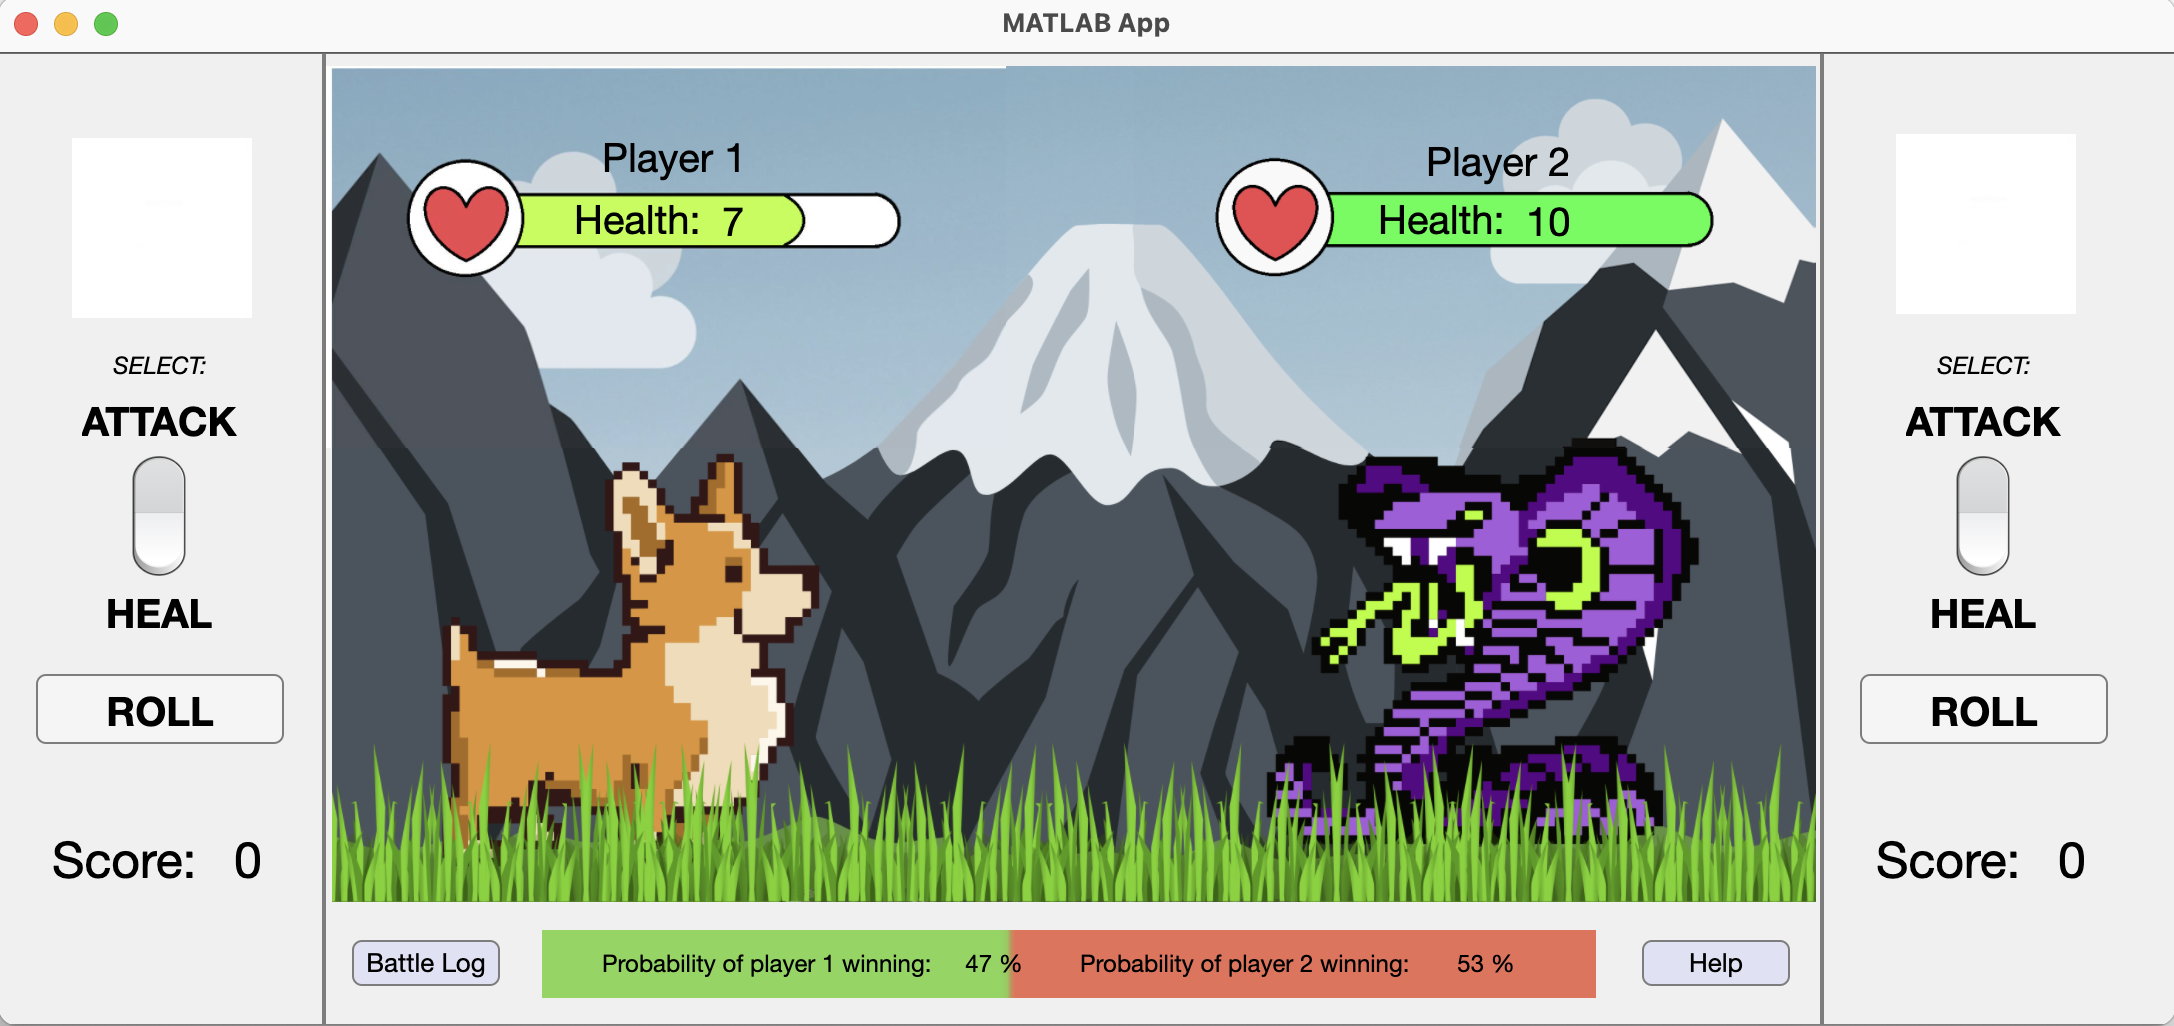 MATLAB App
SELECT:
ATTACK
HEAL
ROLL
Score: 0
Player 1
Health: 7
Player 2
Health: 10
SELECT:
ATTACK
HEAL
ROLL
Score: 0
Battle Log
Probability of player 1 winning: 47 %
Probability of player 2 winning: 53 %
Help